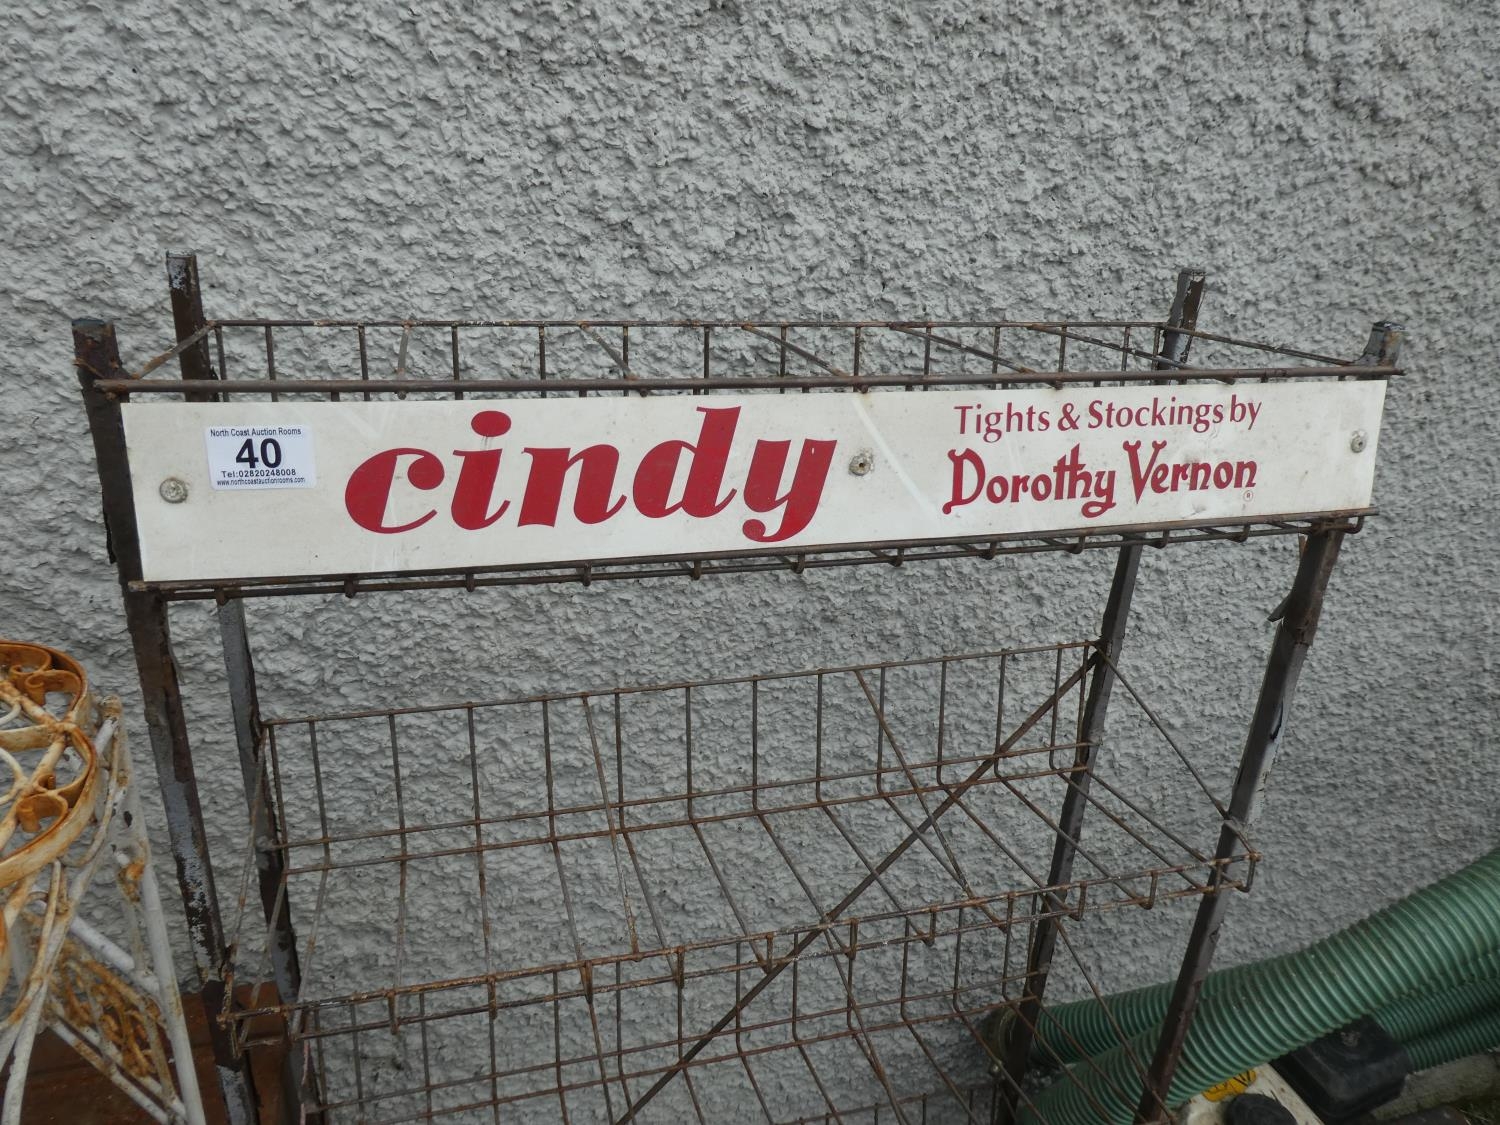 North Coast Auction Rooms
40
Tel:02820248008
www.northcoastauctionrooms.com
cindy
Tights & Stockings by
Dorothy Vernon
®